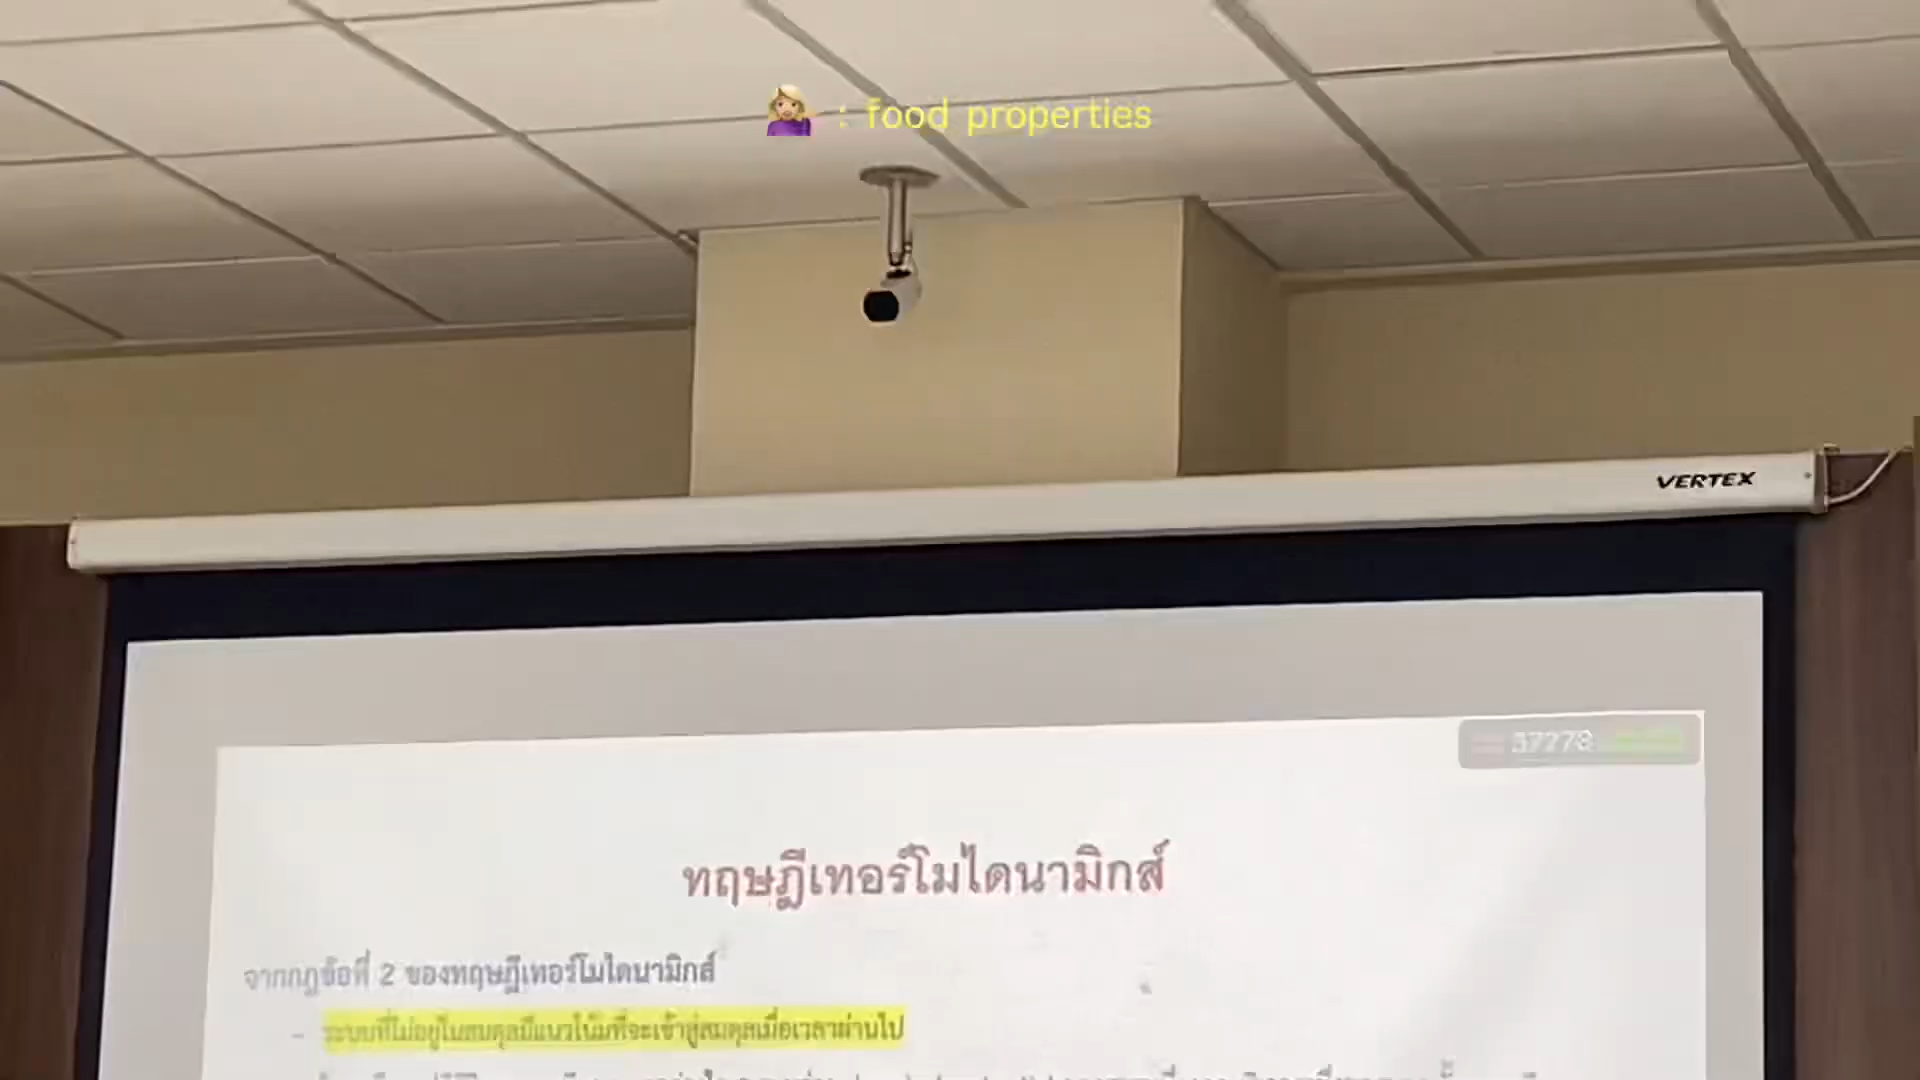 : food properties
VERTEX
37278
ทฤษฎีเทอร์โมไดนามิกส์
จากกฎข้อที่ 2 ของทฤษฎีเทอร์โมไดนามิกส์
- ระบบที่ไม่อยู่ในสมดุลมีแนวโน้มที่จะเข้าสู่สมดุลเมื่อเวลาผ่านไป